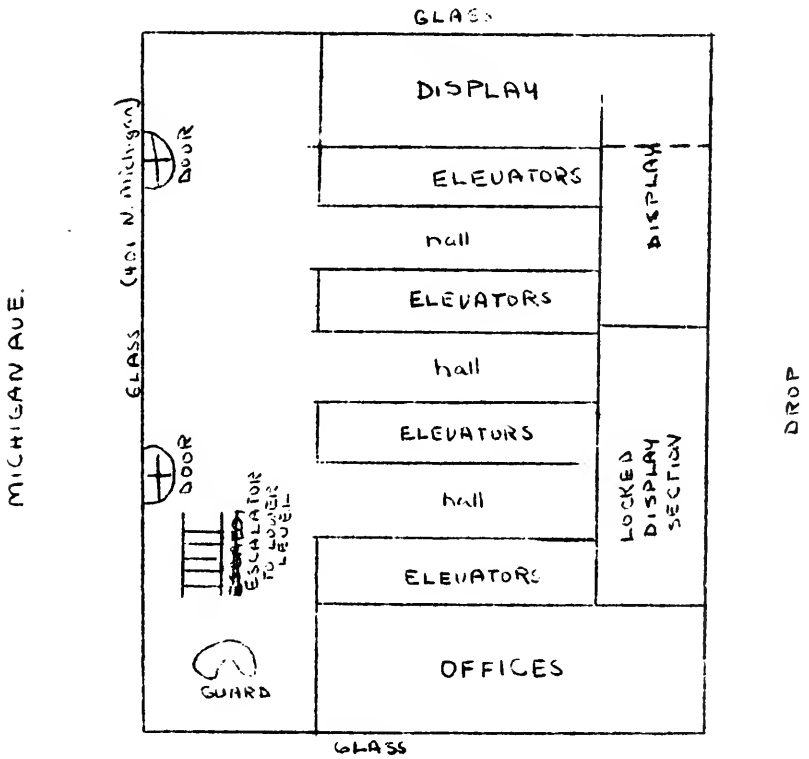 GLASS
DISPLAY
DOOR
(401 N. Michigan)
ELEVATORS
hall
DISPLAY
ELEVATORS
MICHIGAN AVE.
GLASS
hall
DROP
ELEVATORS
DOOR
LOCKED
DISPLAY
SECTION
hall
ESCALATOR
TO LOWER
LEVEL
ELEVATORS
OFFICES
GUARD
GLASS